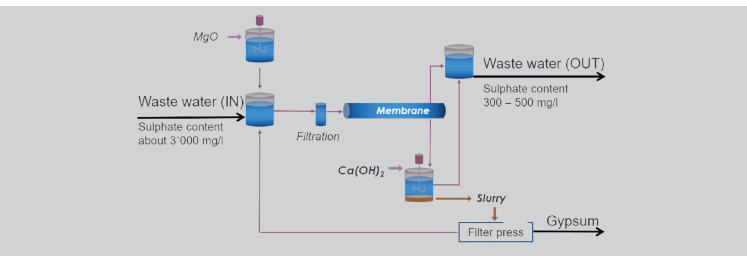 MgO
Waste water (IN)
Sulphate content
about 3'000 mg/l
Filtration
Membrane
Waste water (OUT)
Sulphate content
300 – 500 mg/l
Ca(OH)₂
Slurry
Filter press
Gypsum